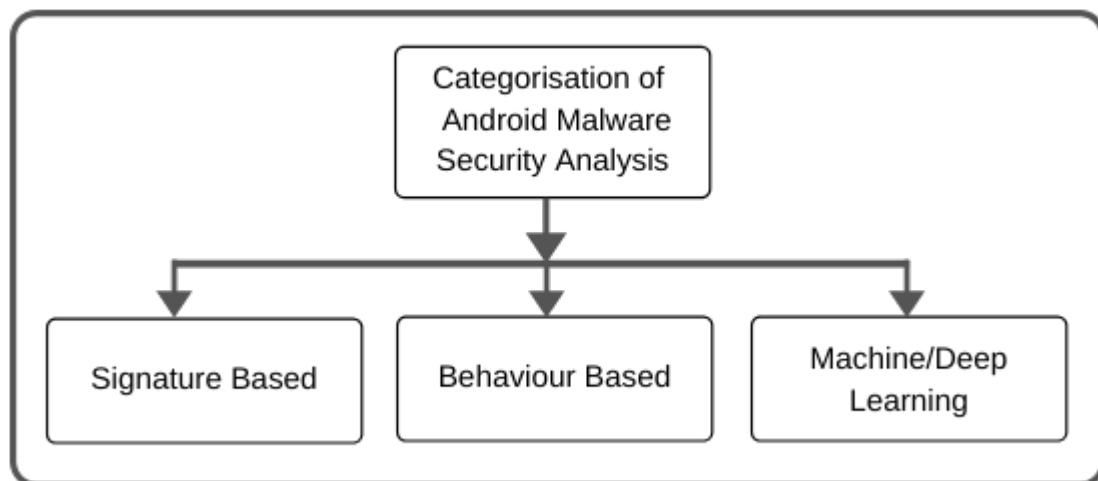 Categorisation of
Android Malware
Security Analysis
Signature Based
Behaviour Based
Machine/Deep
Learning